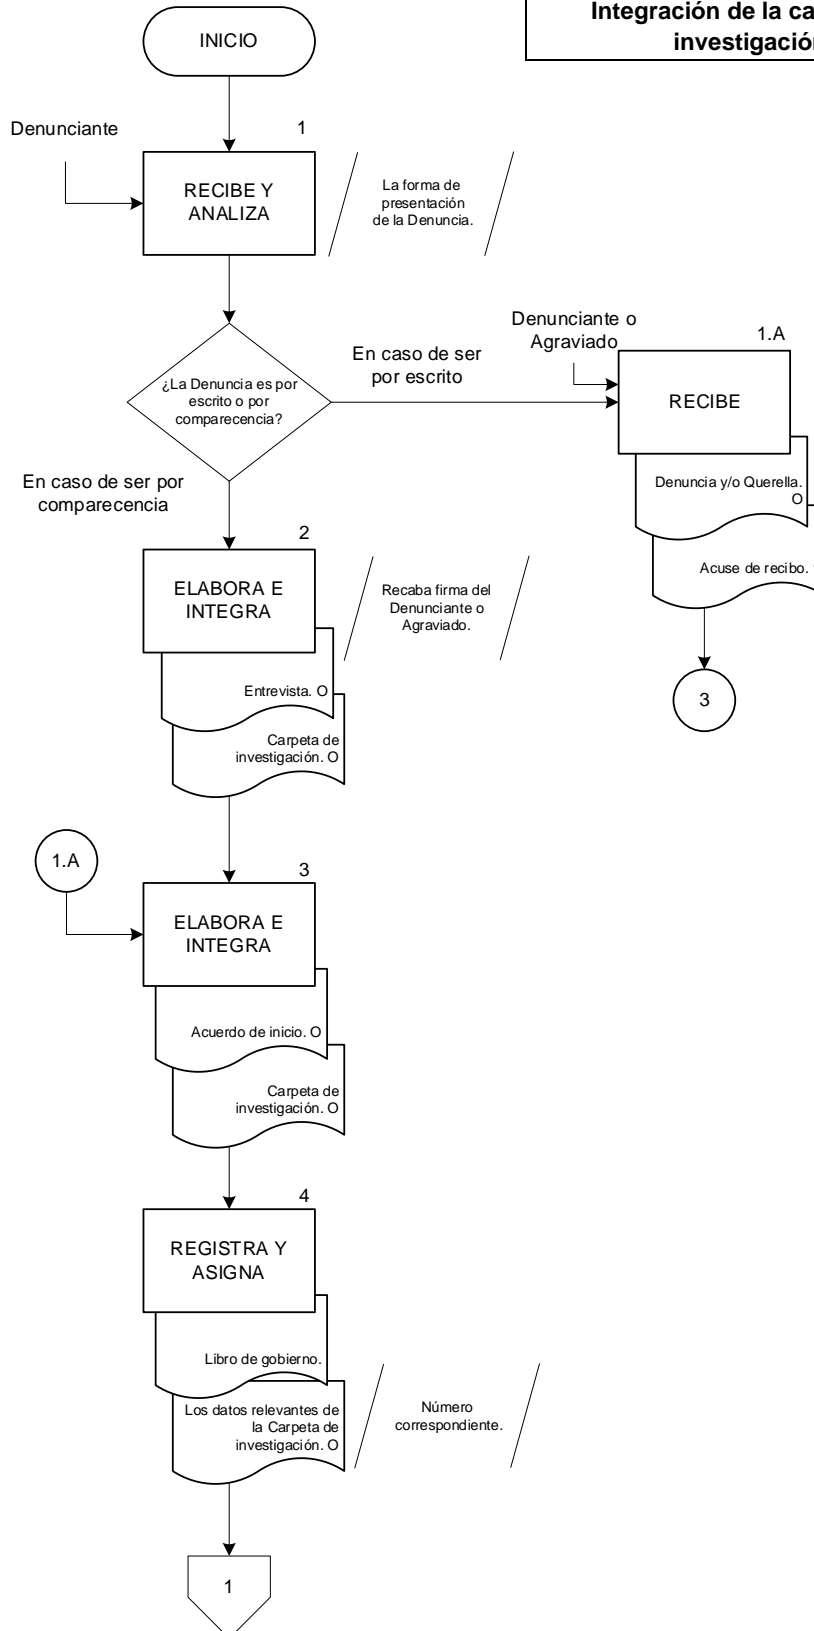 Integración de la ca
investigación
INICIO
Denunciante
1
RECIBE Y
ANALIZA
La forma de
presentación
de la Denuncia.
¿La Denuncia es por
escrito o por
comparecencia?
En caso de ser
por escrito
Denunciante o
Agraviado
1.A
RECIBE
Denuncia y/o Querella.
O
Acuse de recibo.
3
En caso de ser por
comparecencia
2
ELABORA E
INTEGRA
Recaba firma del
Denunciante o
Agraviado.
Entrevista. O
Carpeta de
investigación. O
1.A
3
ELABORA E
INTEGRA
Acuerdo de inicio. O
Carpeta de
investigación. O
4
REGISTRA Y
ASIGNA
Libro de gobierno.
Los datos relevantes de
la Carpeta de
investigación. O
Número
correspondiente.
1